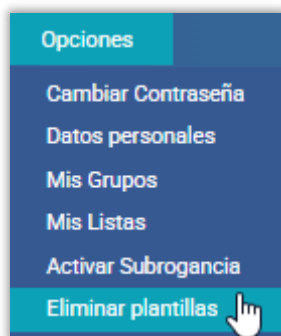 Opciones
Cambiar Contraseña
Datos personales
Mis Grupos
Mis Listas
Activar Subrogancia
Eliminar plantillas